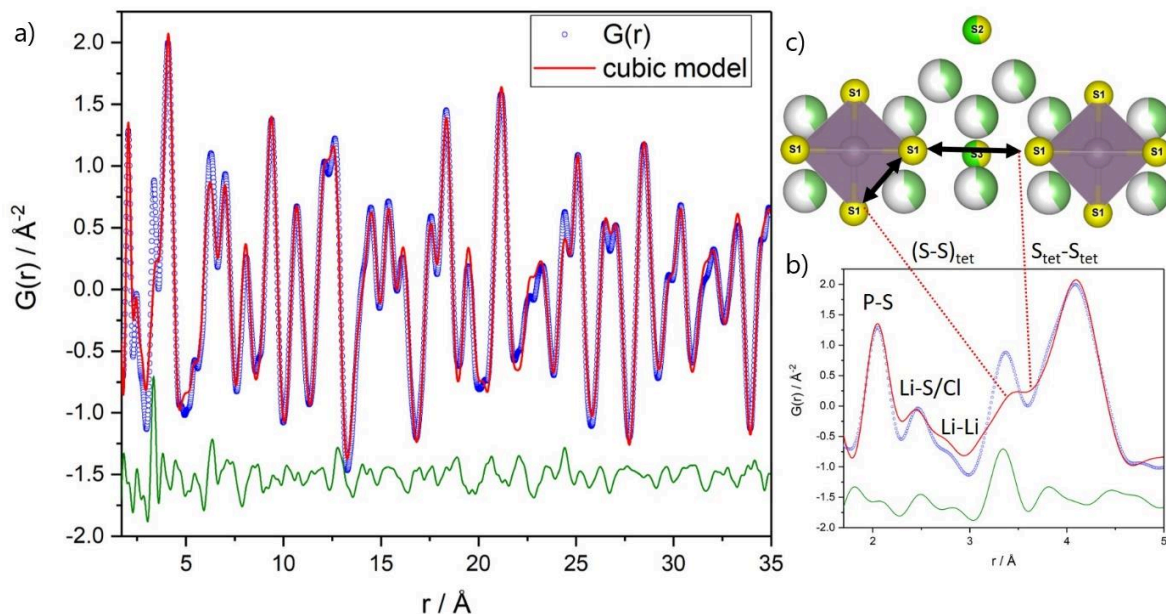 a)
G(r)
cubic model
2.0
1.5
1.0
0.5
0.0
-0.5
-1.0
-1.5
-2.0
G(r) / Å-2
5 10 15 20 25 30 35
r / Å
c)
S2
S1 S1
S1 S1 S3 S1 S1
S1 S1
(S-S)tet Stet-Stet
b)
P-S
Li-S/Cl
Li-Li
2.0
1.5
1.0
0.5
0.0
-0.5
-1.0
-1.5
-2.0
G(r) / Å-2
2 3 4 5
r / Å